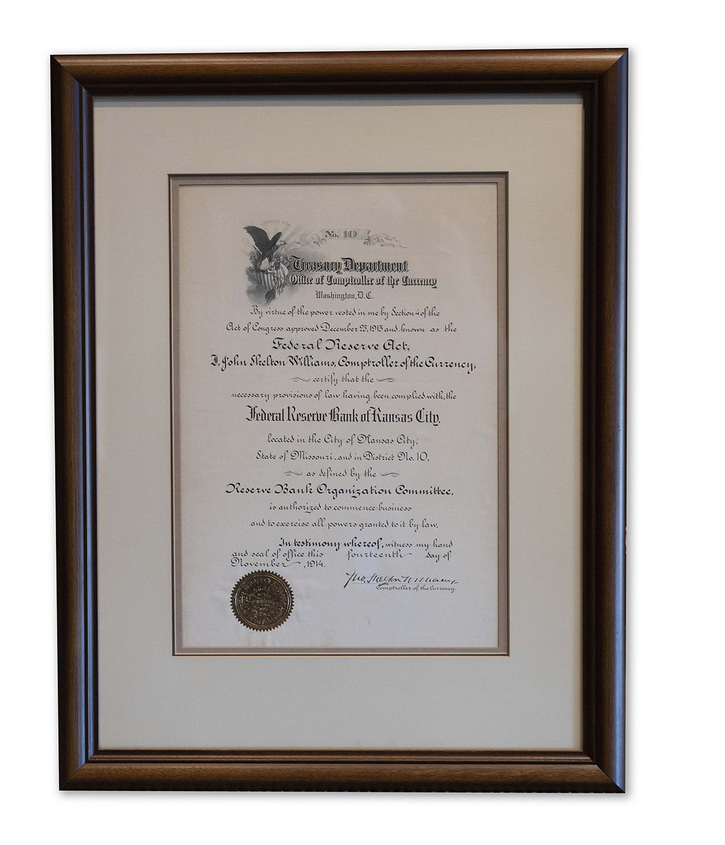 No. 10
Treasury Department
Office of Comptroller of the Currency
Washington, D.C.
By virtue of the power vested in me by Section 4 of the
Act of Congress approved December 23, 1913 and known as the
Federal Reserve Act,
I, John Skelton Williams, Comptroller of the Currency,
certify that the
necessary provisions of law having been complied with, the
Federal Reserve Bank of Kansas City,
located in the City of Kansas City,
State of Missouri, and in District No. 10,
as defined by the
Reserve Bank Organization Committee,
is authorized to commence business
and to exercise all powers granted to it by law.
In testimony whereof, witness my hand
and seal of office this fourteenth day of
November, 1914.
Jno. Skelton Williams
Comptroller of the Currency.